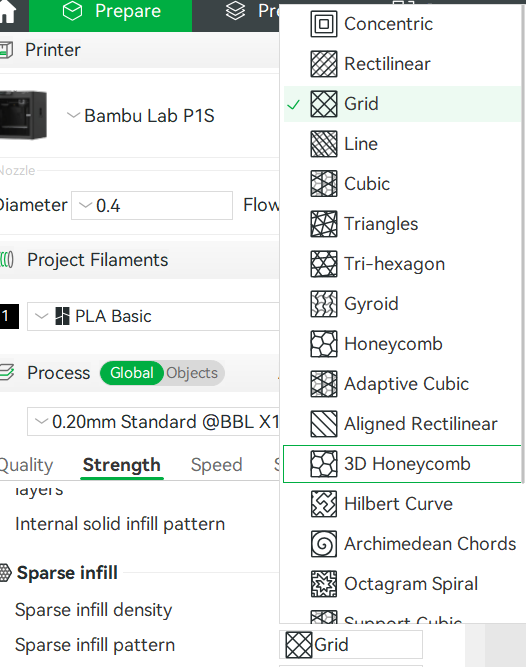 Prepare
Pre
Printer
Bambu Lab P1S
Nozzle
Diameter
0.4
Flow
Project Filaments
1
PLA Basic
Process
Global
Objects
0.20mm Standard @BBL X1
Quality
Strength
Speed
layers
Internal solid infill pattern
Sparse infill
Sparse infill density
Sparse infill pattern
Grid
Concentric
Rectilinear
Grid
Line
Cubic
Triangles
Tri-hexagon
Gyroid
Honeycomb
Adaptive Cubic
Aligned Rectilinear
3D Honeycomb
Hilbert Curve
Archimedean Chords
Octagram Spiral
Support Cubic